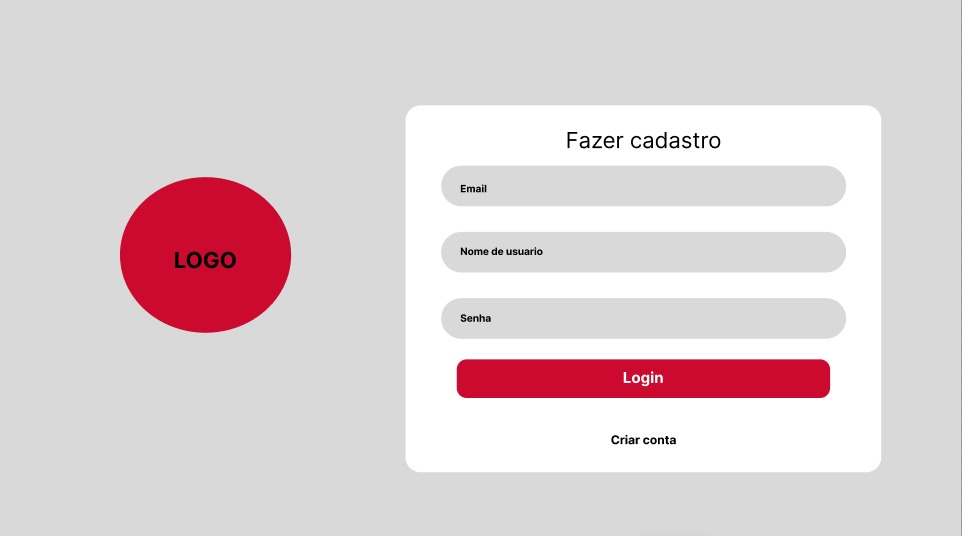 LOGO
Fazer cadastro
Email
Nome de usuario
Senha
Login
Criar conta